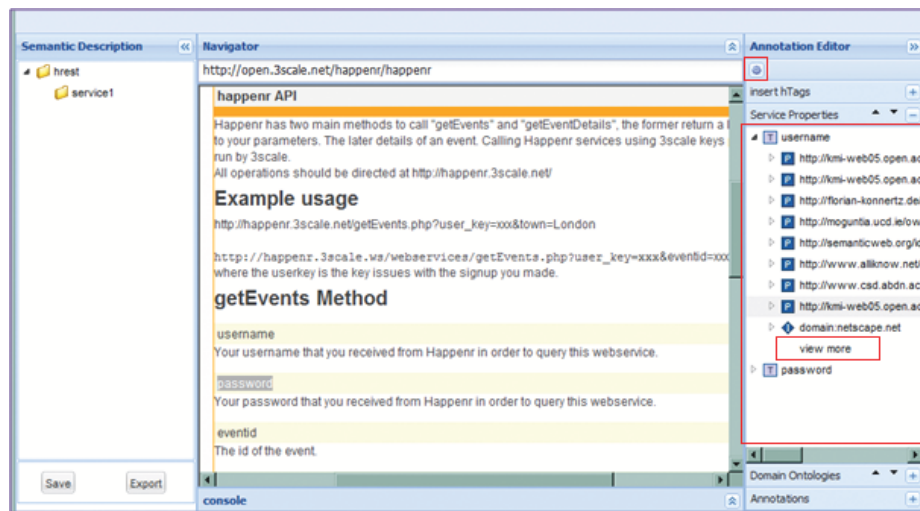 Semantic Description
hrest
service1
Save
Export
Navigator
http://open.3scale.net/happenr/happenr
happenr API
Happenr has two main methods to call "getEvents" and "getEventDetails", the former return a
to your parameters. The later details of an event. Calling Happenr services using 3scale keys
run by 3scale.
All operations should be directed at http://happenr.3scale.net/
Example usage
http://happenr.3scale.net/getEvents.php?user_key=xxx&town=London
http://happenr.3scale.ws/webservices/getEvents.php?user_key=xxx&eventid=xxx
where the userkey is the key issues with the signup you made.
getEvents Method
username
Your username that you received from Happenr in order to query this webservice.
password
Your password that you received from Happenr in order to query this webservice.
eventid
The id of the event.
console
Annotation Editor
insert hTags
Service Properties
T username
P http://kmi-web05.open.ac
P http://kmi-web05.open.ac
P http://florian-konnertz.de/
P http://moguntia.ucd.ie/ow
P http://semanticweb.org/ic
P http://www.alliknow.net/
P http://www.csd.abdn.ac
P http://kmi-web05.open.ac
I domain:netscape.net
view more
T password
Domain Ontologies
Annotations